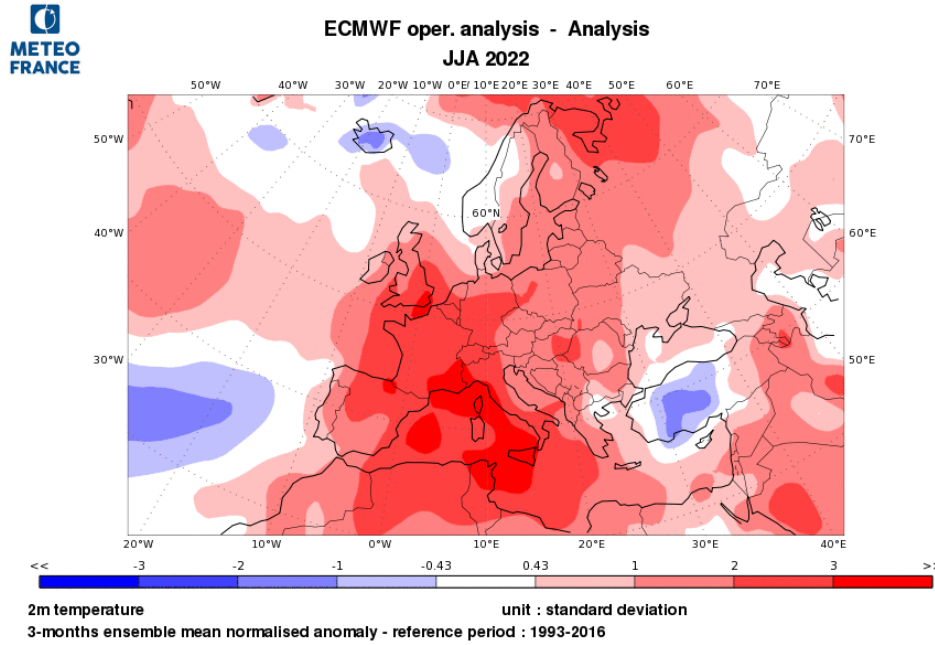 METEO
FRANCE
ECMWF oper. analysis - Analysis
JJA 2022
50°W 40°W 30°W 20°W 10°W 0°E 10°E 20°E 30°E 40°E 50°E 60°E 70°E
50°W 70°E
60°N
40°W 60°E
30°W 50°E
20°W 10°W 0°W 10°E 20°E 30°E 40°E
<< -3 -2 -1 -0.43 0.43 1 2 3 >>
2m temperature unit : standard deviation
3-months ensemble mean normalised anomaly - reference period : 1993-2016